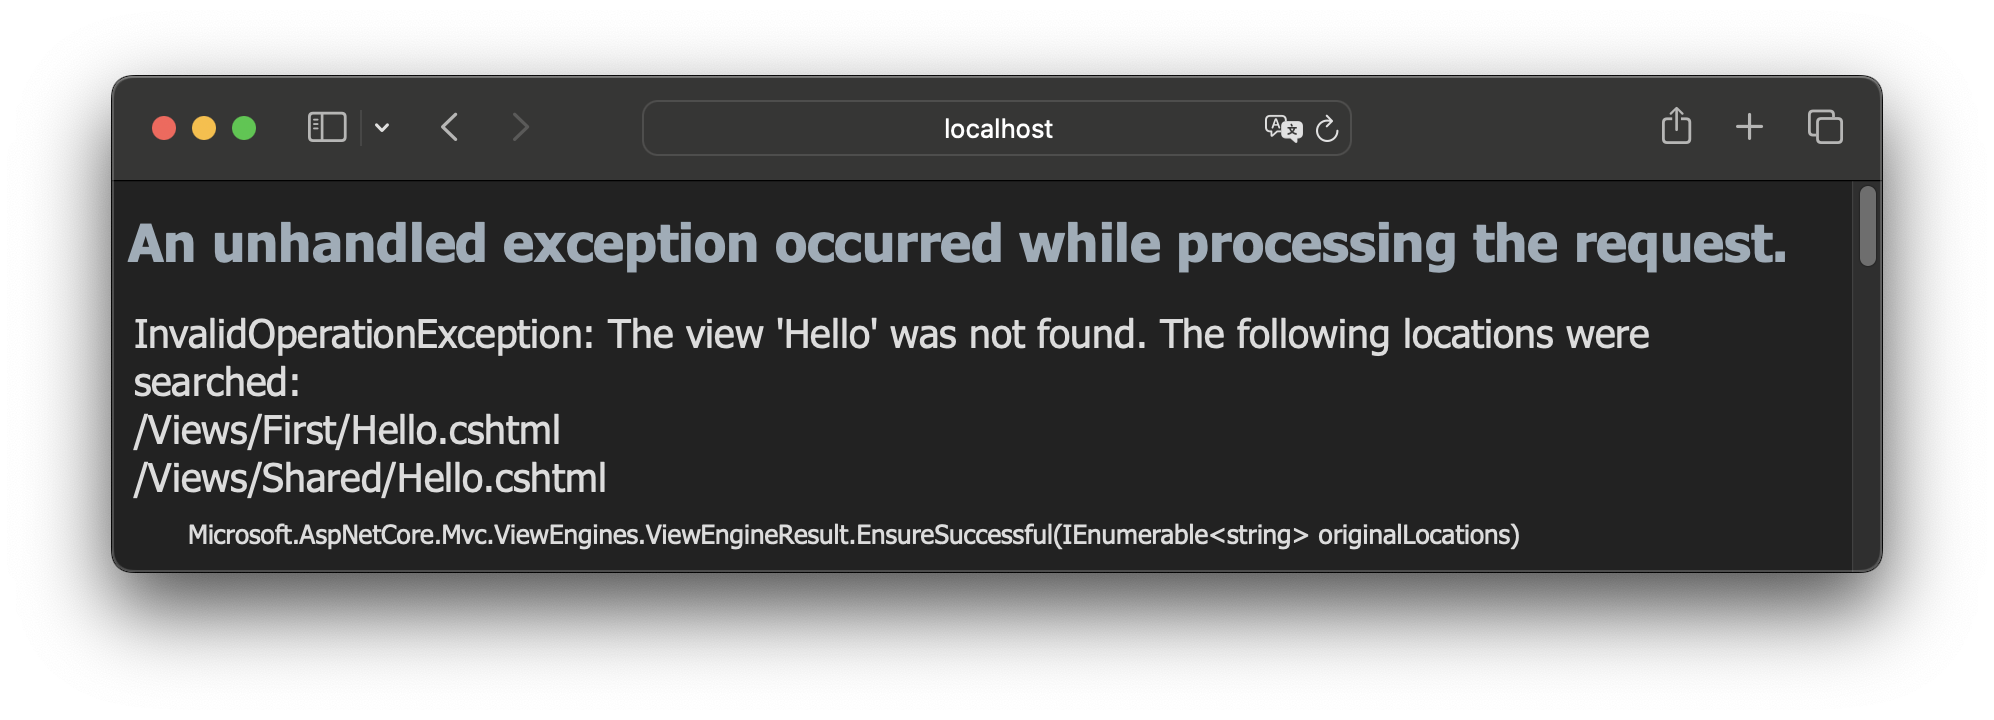 localhost
An unhandled exception occurred while processing the request.
InvalidOperationException: The view 'Hello' was not found. The following locations were
searched:
/Views/First/Hello.cshtml
/Views/Shared/Hello.cshtml
Microsoft.AspNetCore.Mvc.ViewEngines.ViewEngineResult.EnsureSuccessful(IEnumerable<string> originalLocations)